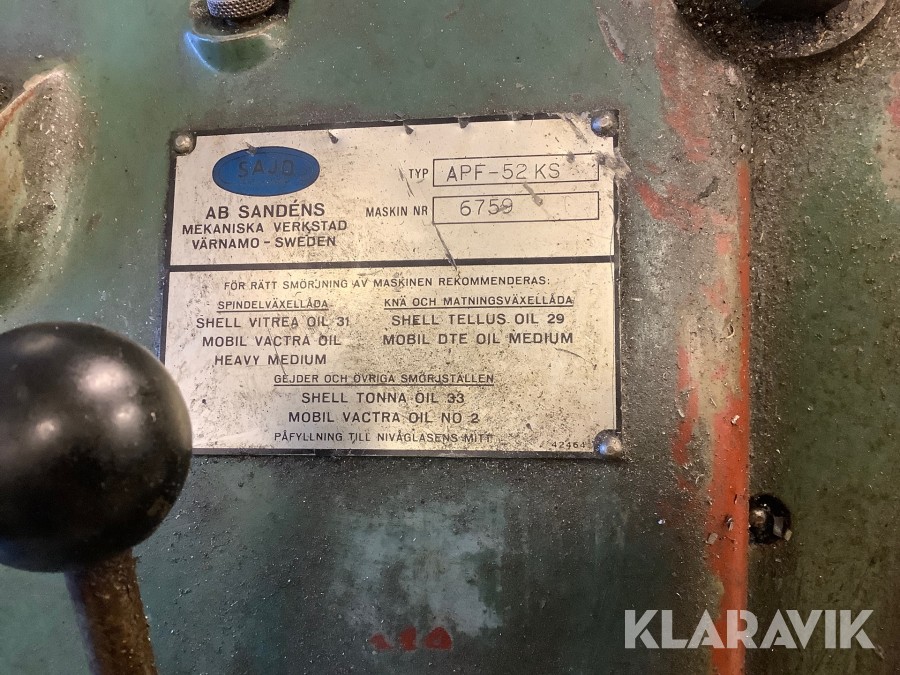 SAJO
TYP APF-52 KS
AB SANDÉNS
MEKANISKA VERKSTAD
VÄRNAMO - SWEDEN
MASKIN NR 6759
FÖR RÄTT SMÖRJNING AV MASKINEN REKOMMENDERAS:
SPINDELVÄXELLÅDA
SHELL VITREA OIL 31
MOBIL VACTRA OIL
HEAVY MEDIUM
KNÄ OCH MATNINGSVÄXELLÅDA
SHELL TELLUS OIL 29
MOBIL DTE OIL MEDIUM
GEJDER OCH ÖVRIGA SMÖRJSTÄLLEN
SHELL TONNA OIL 33
MOBIL VACTRA OIL NO 2
PÅFYLLNING TILL NIVÅGLASENS MITT
42464
KLARAVIK